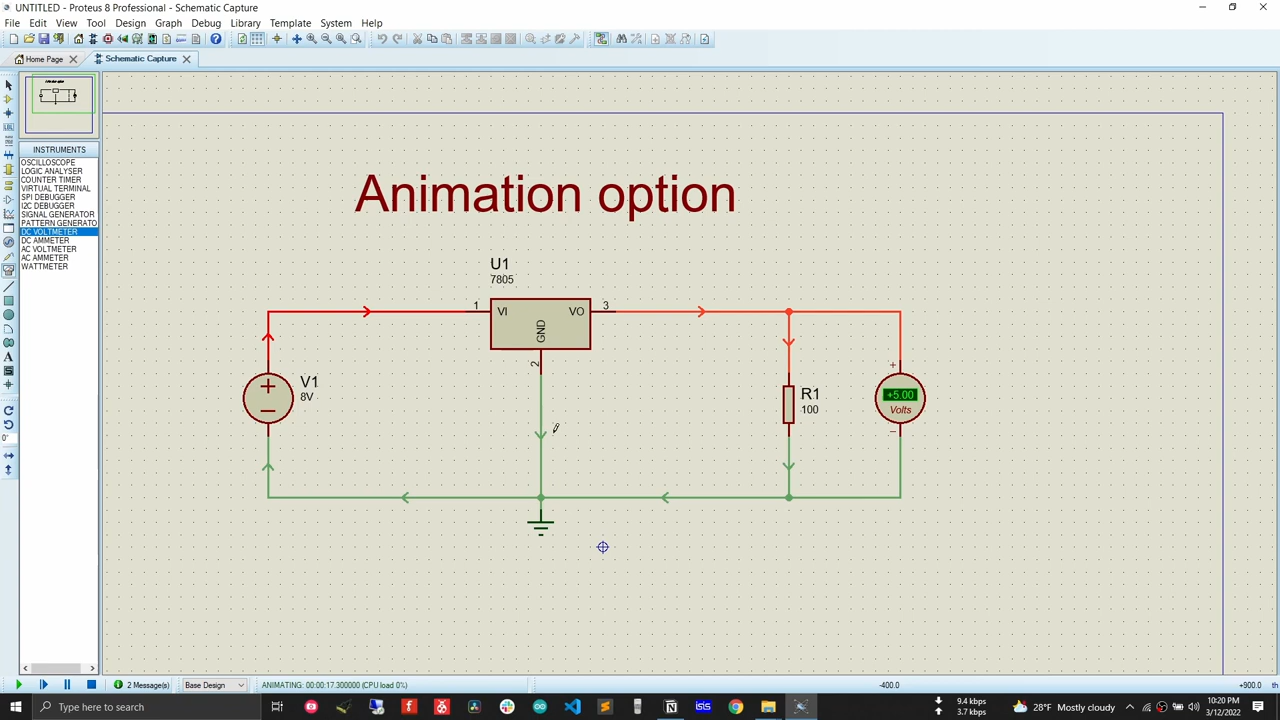 UNTITLED - Proteus 8 Professional - Schematic Capture
File Edit View Tool Design Graph Debug Library Template System Help
Home Page
Schematic Capture
INSTRUMENTS
OSCILLOSCOPE
LOGIC ANALYSER
COUNTER TIMER
VIRTUAL TERMINAL
SPI DEBUGGER
I2C DEBUGGER
SIGNAL GENERATOR
PATTERN GENERATO
DC VOLTMETER
DC AMMETER
AC VOLTMETER
AC AMMETER
WATTMETER
Animation option
U1
7805
1 VI VO 3
GND
2
V1
8V
R1
100
+5.00
Volts
2 Message(s)
Base Design
ANIMATING: 00:00:17.300000 (CPU load 0%)
-400.0
+900.0 th
Type here to search
9.4 kbps
3.7 kbps
28°F Mostly cloudy
10:20 PM
3/12/2022